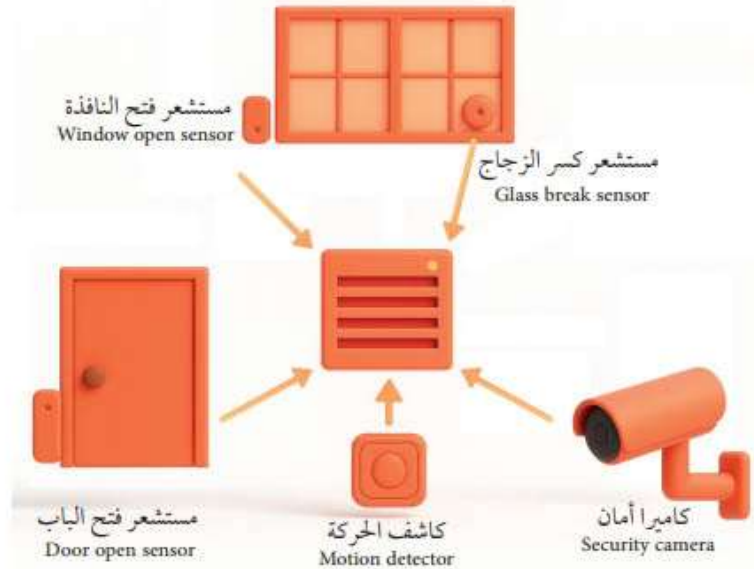 مستشعر فتح النافذة
Window open sensor
مستشعر كسر الزجاج
Glass break sensor
مستشعر فتح الباب
Door open sensor
كاشف الحركة
Motion detector
كاميرا أمان
Security camera